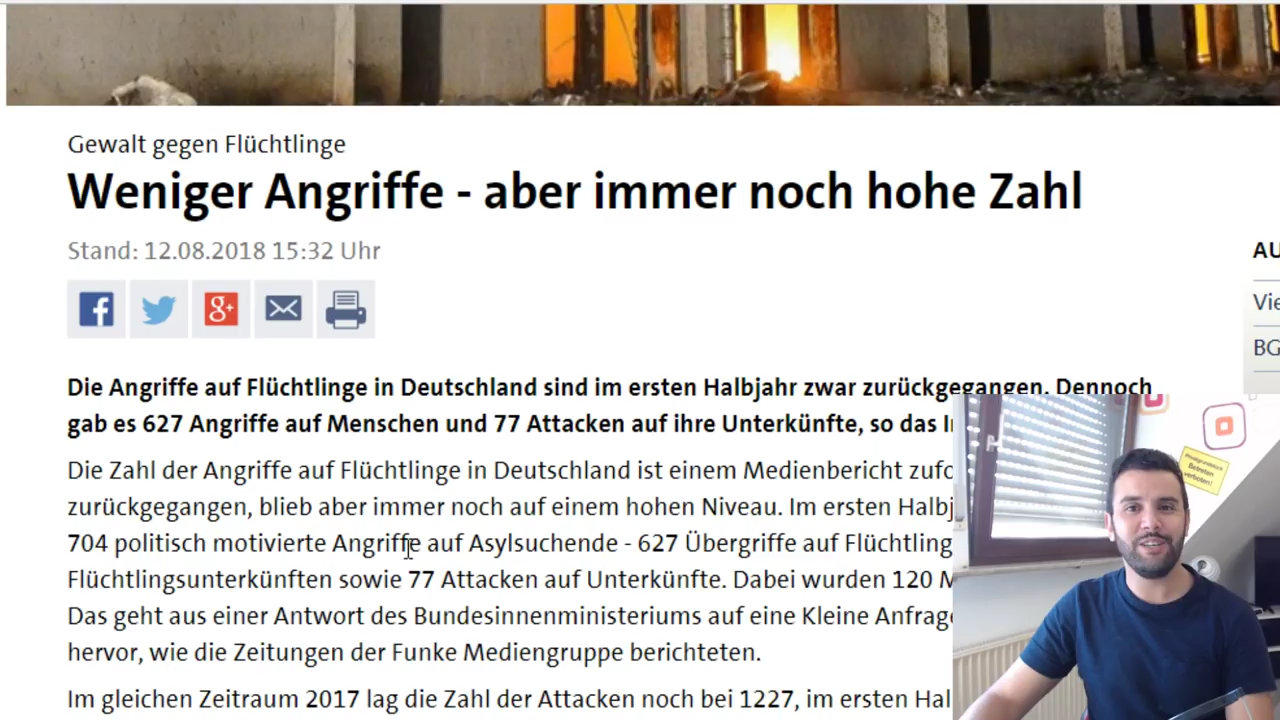 Gewalt gegen Flüchtlinge
Weniger Angriffe - aber immer noch hohe Zahl
Stand: 12.08.2018 15:32 Uhr
Die Angriffe auf Flüchtlinge in Deutschland sind im ersten Halbjahr zwar zurückgegangen. Dennoch
gab es 627 Angriffe auf Menschen und 77 Attacken auf ihre Unterkünfte, so das
Die Zahl der Angriffe auf Flüchtlinge in Deutschland ist einem Medienbericht
zurückgegangen, blieb aber immer noch auf einem hohen Niveau. Im ersten
704 politisch motivierte Angriffe auf Asylsuchende - 627 Übergriffe auf
Flüchtlingsunterkünften sowie 77 Attacken auf Unterkünfte. Dabei wurden 120
Das geht aus einer Antwort des Bundesinnenministeriums auf eine Kleine Anfrage
hervor, wie die Zeitungen der Funke Mediengruppe berichteten.
Im gleichen Zeitraum 2017 lag die Zahl der Attacken noch bei 1227, im ersten
AU
Vie
BG
Betreten
verboten!